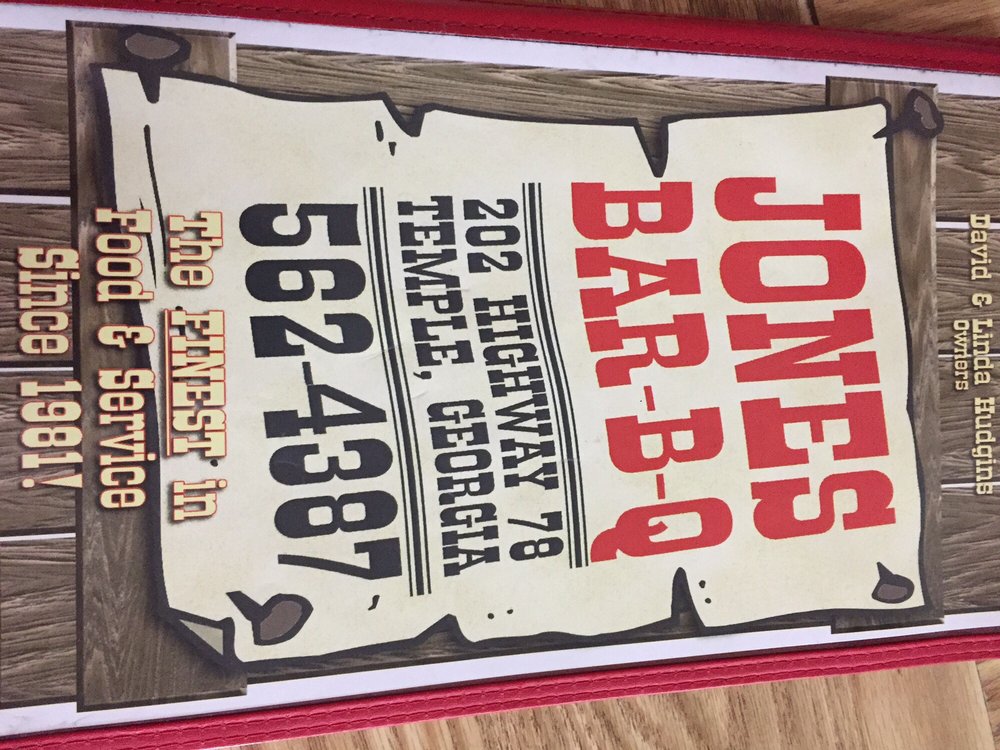 David & Linda Hudgins
Owners
JONES
BAR-B-Q
202 HIGHWAY 78
TEMPLE, GEORGIA
562-4387
The FINEST in
Food & Service
Since 1981!